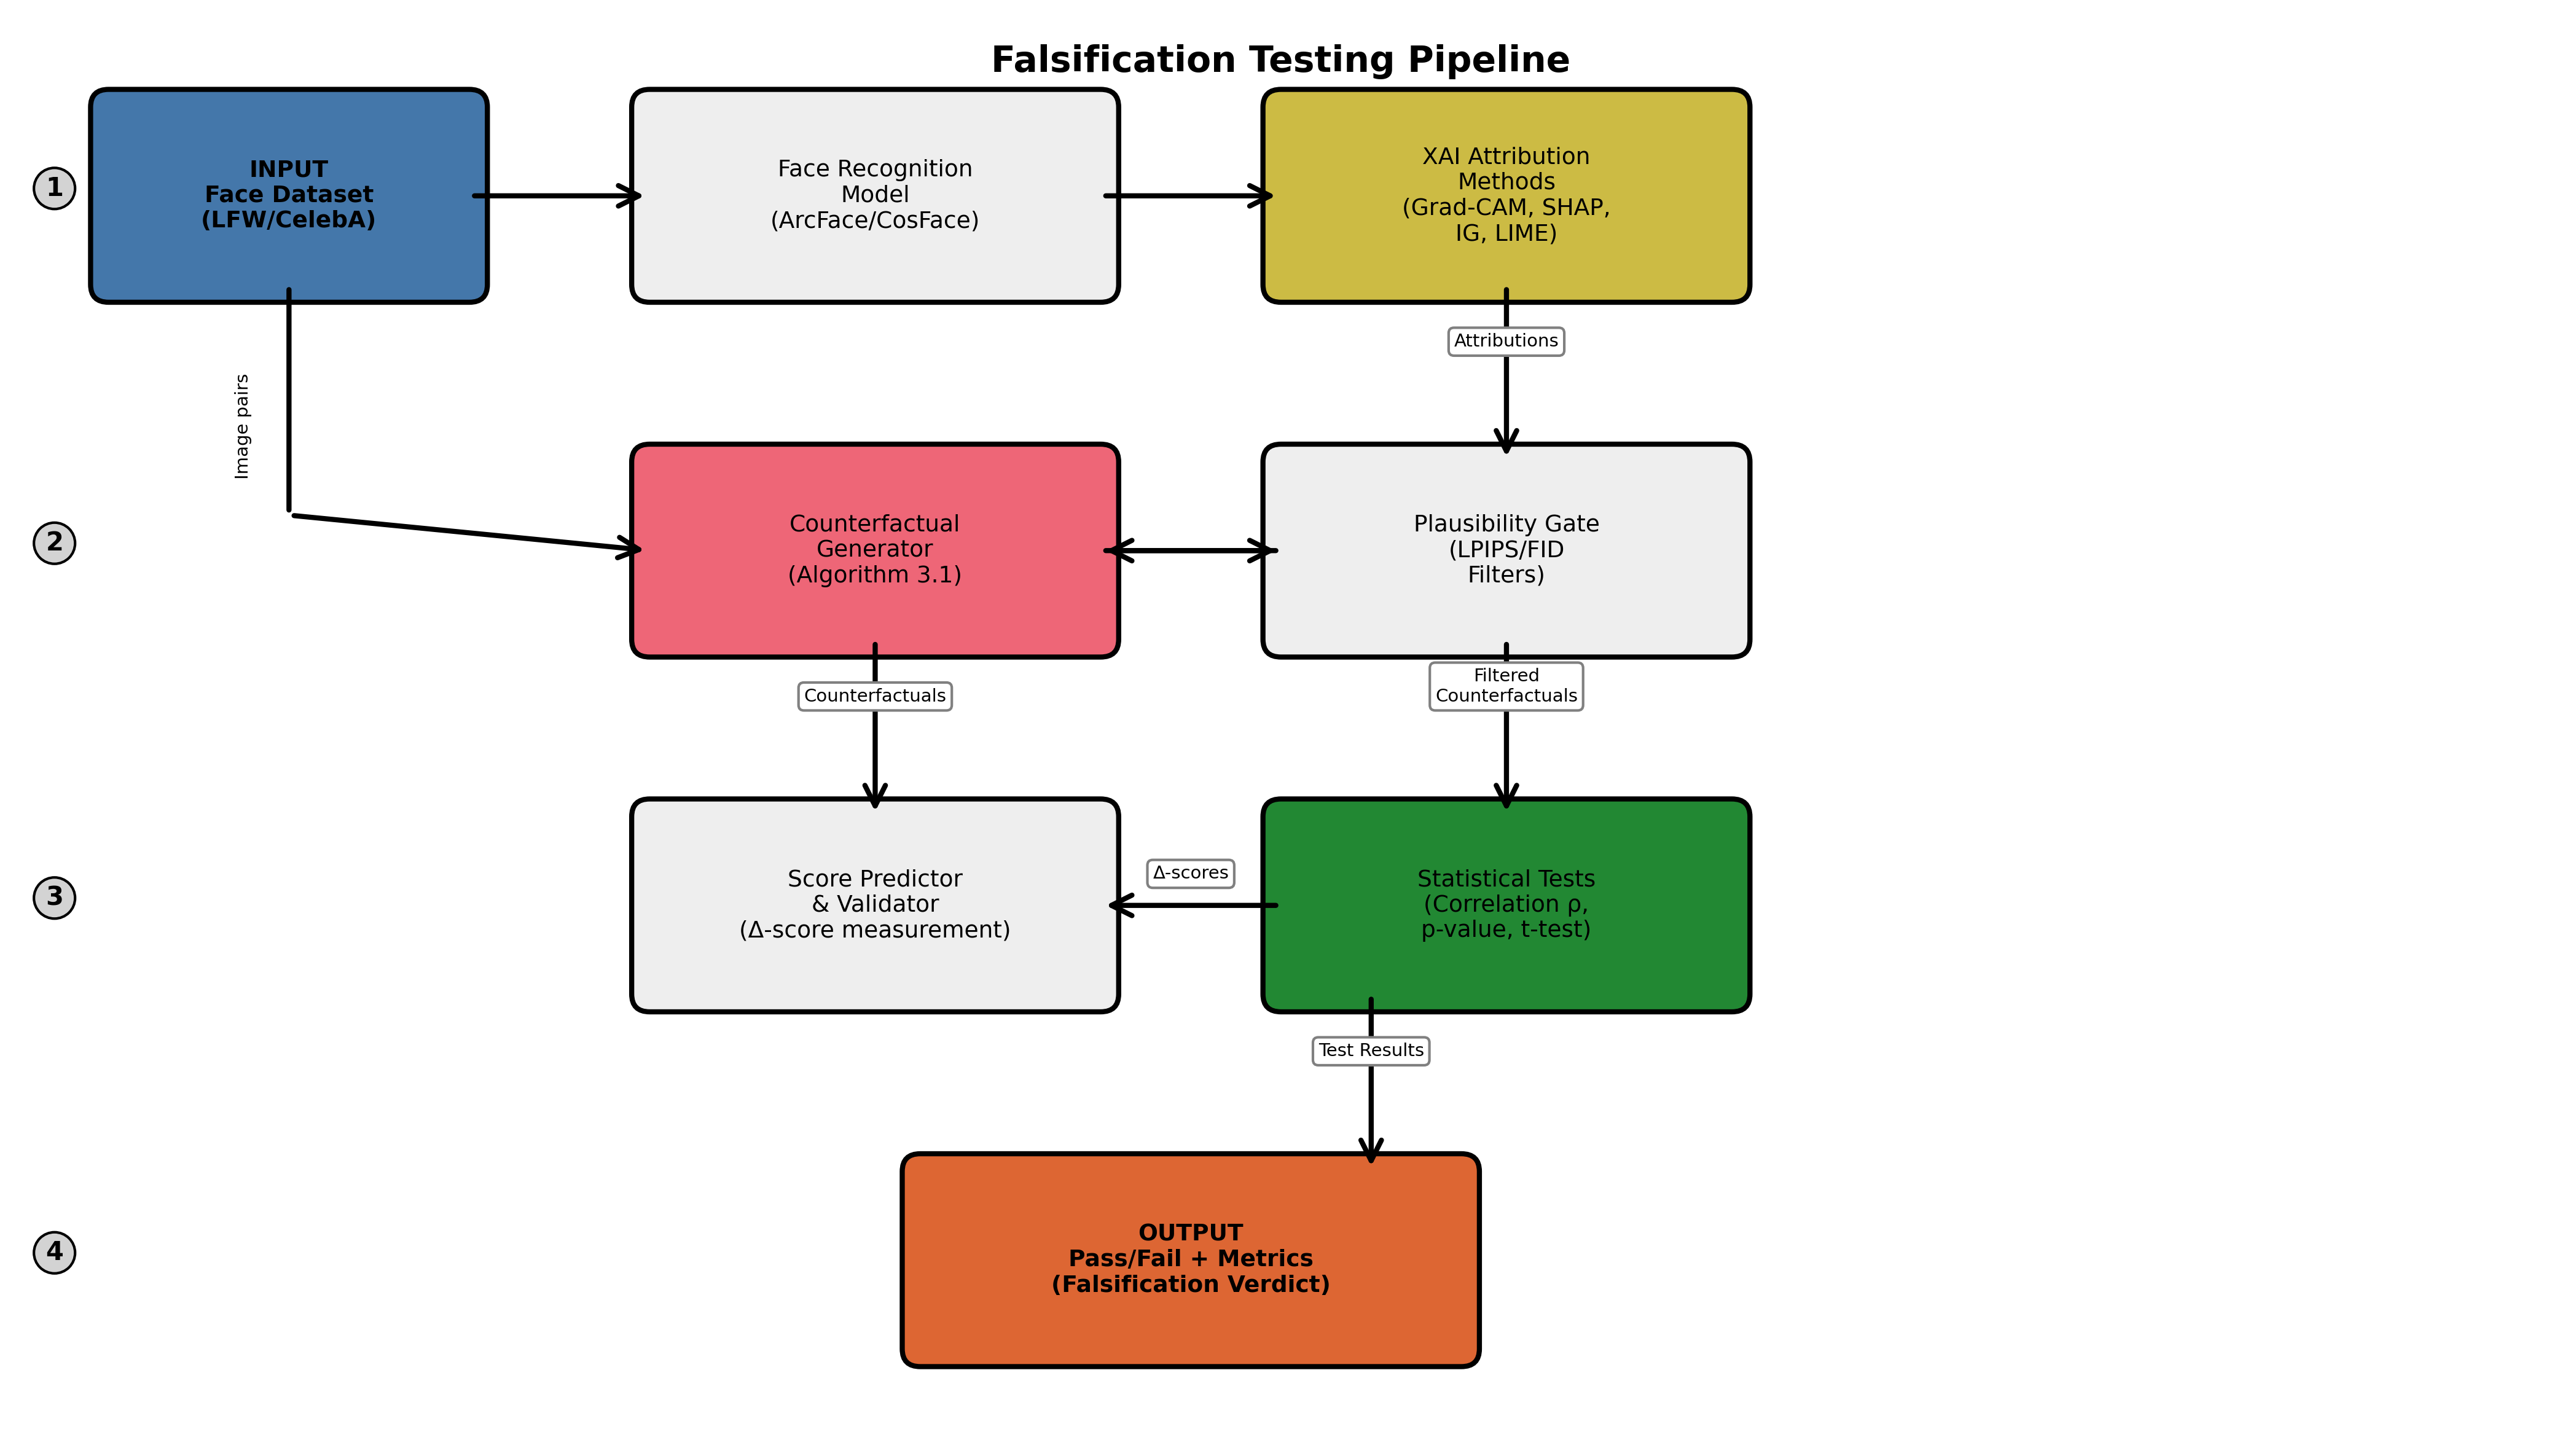 Falsification Testing Pipeline
1
INPUT
Face Dataset
(LFW/CelebA)
Face Recognition
Model
(ArcFace/CosFace)
XAI Attribution
Methods
(Grad-CAM, SHAP,
IG, LIME)
Image pairs
Attributions
2
Counterfactual
Generator
(Algorithm 3.1)
Plausibility Gate
(LPIPS/FID
Filters)
Counterfactuals
Filtered
Counterfactuals
3
Score Predictor
& Validator
(Δ-score measurement)
Δ-scores
Statistical Tests
(Correlation ρ,
p-value, t-test)
Test Results
4
OUTPUT
Pass/Fail + Metrics
(Falsification Verdict)